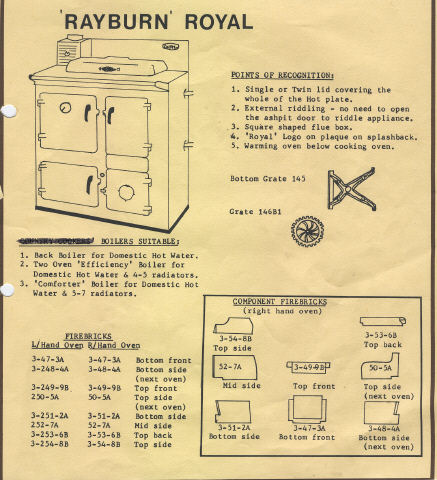 'RAYBURN' ROYAL
POINTS OF RECOGNITION:
1. Single or Twin lid covering the
whole of the Hot plate.
2. External riddling - no need to open
the ashpit door to riddle appliance.
3. Square shaped flue box.
4. 'Royal' Logo on plaque on splashback.
5. Warming oven below cooking oven.
Bottom Grate 145
Grate 146B1
COUNTRY COOKERS' BOILERS SUITABLE:
1. Back Boiler for Domestic Hot Water.
2. Two Oven 'Efficiency' Boiler for
Domestic Hot Water & 4-5 radiators.
3. 'Comforter' Boiler for Domestic Hot
Water & 5-7 radiators.
FIREBRICKS
L/Hand Oven R/Hand Oven
3-47-3A 3-47-3A Bottom front
3-248-4A 3-48-4A Bottom side
(next oven)
3-249-9B 3-49-9B Top front
250-5A 50-5A Top side
(next oven)
3-251-2A 3-51-2A Bottom side
252-7A 52-7A Mid side
3-253-6B 3-53-6B Top back
3-254-8B 3-54-8B Top side
COMPONENT FIREBRICKS
(right hand oven)
3-54-8B
Top side
3-53-6B
Top back
52-7A
Mid side
3-49-9B
Top front
50-5A
Top side
(next oven)
3-51-2A
Bottom side
3-47-3A
Bottom front
3-48-4A
Bottom side
(next oven)